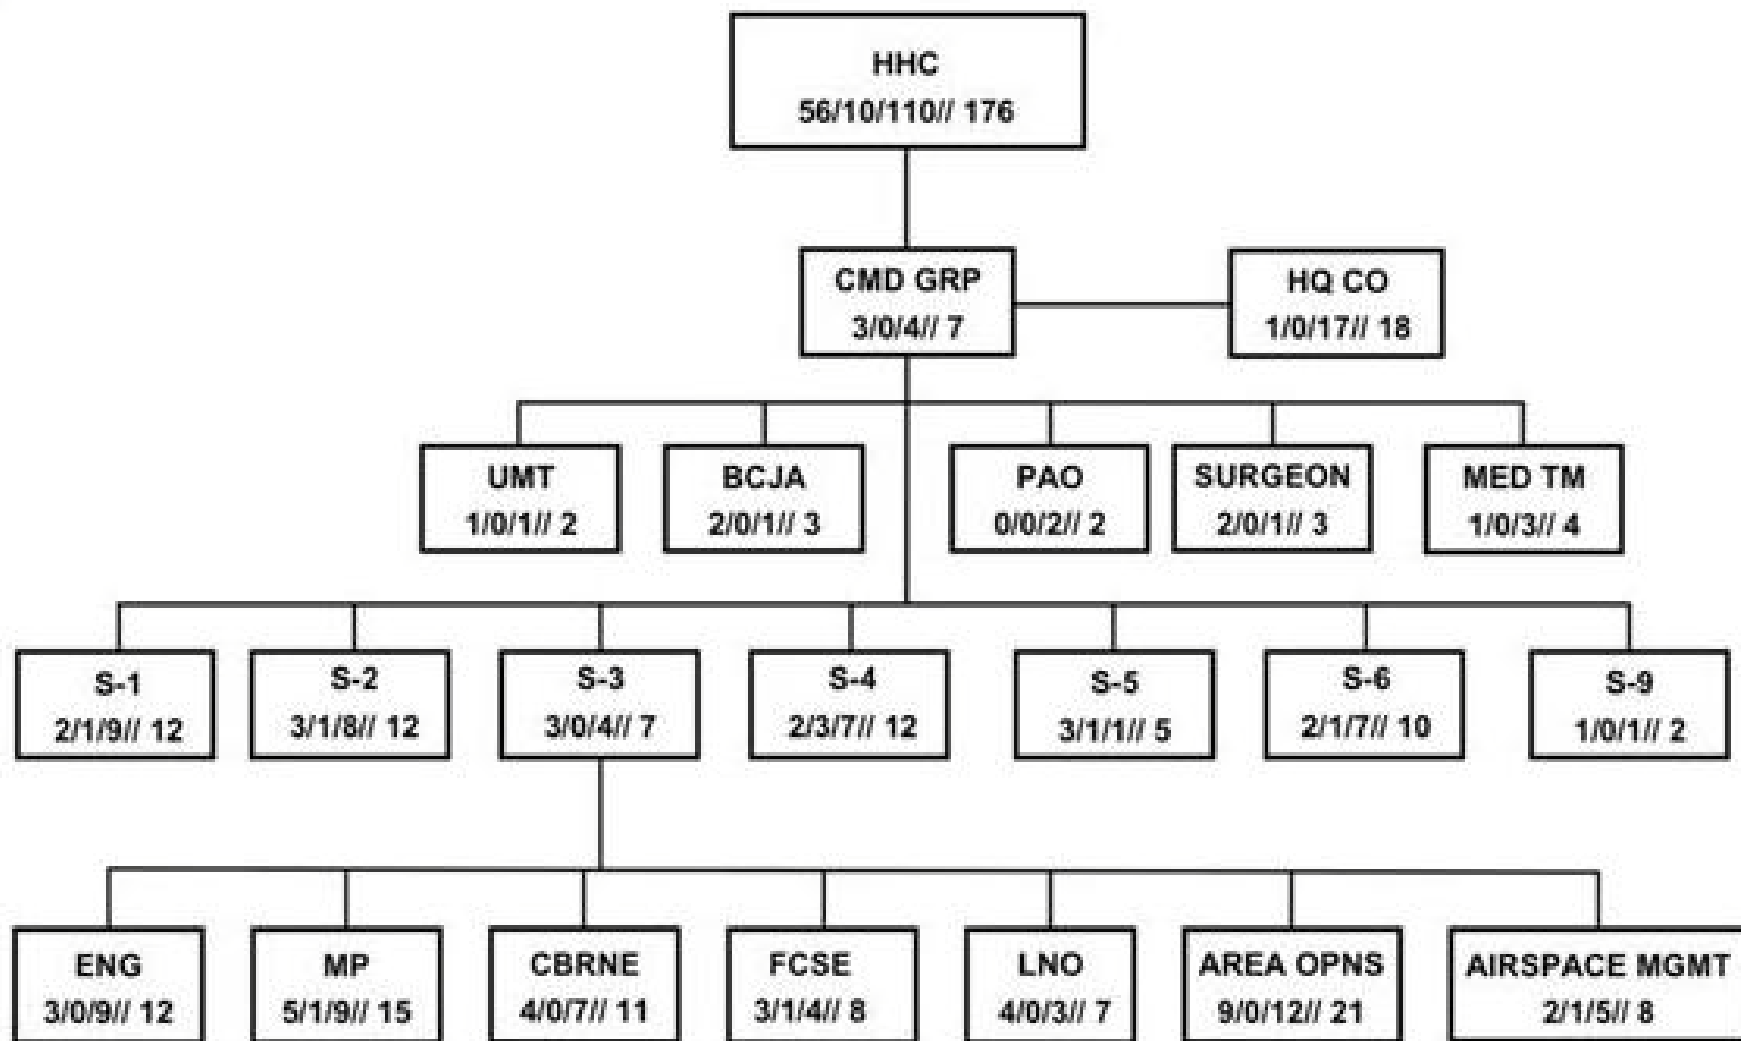 HHC
56/10/110// 176
CMD GRP
3/0/4// 7
HQ CO
1/0/17// 18
UMT
1/0/1// 2
BCJA
2/0/1// 3
PAO
0/0/2// 2
SURGEON
2/0/1// 3
MED TM
1/0/3// 4
S-1
2/1/9// 12
S-2
3/1/8// 12
S-3
3/0/4// 7
S-4
2/3/7// 12
S-5
3/1/1// 5
S-6
2/1/7// 10
S-9
1/0/1// 2
ENG
3/0/9// 12
MP
5/1/9// 15
CBRNE
4/0/7// 11
FCSE
3/1/4// 8
LNO
4/0/3// 7
AREA OPNS
9/0/12// 21
AIRSPACE MGMT
2/1/5// 8